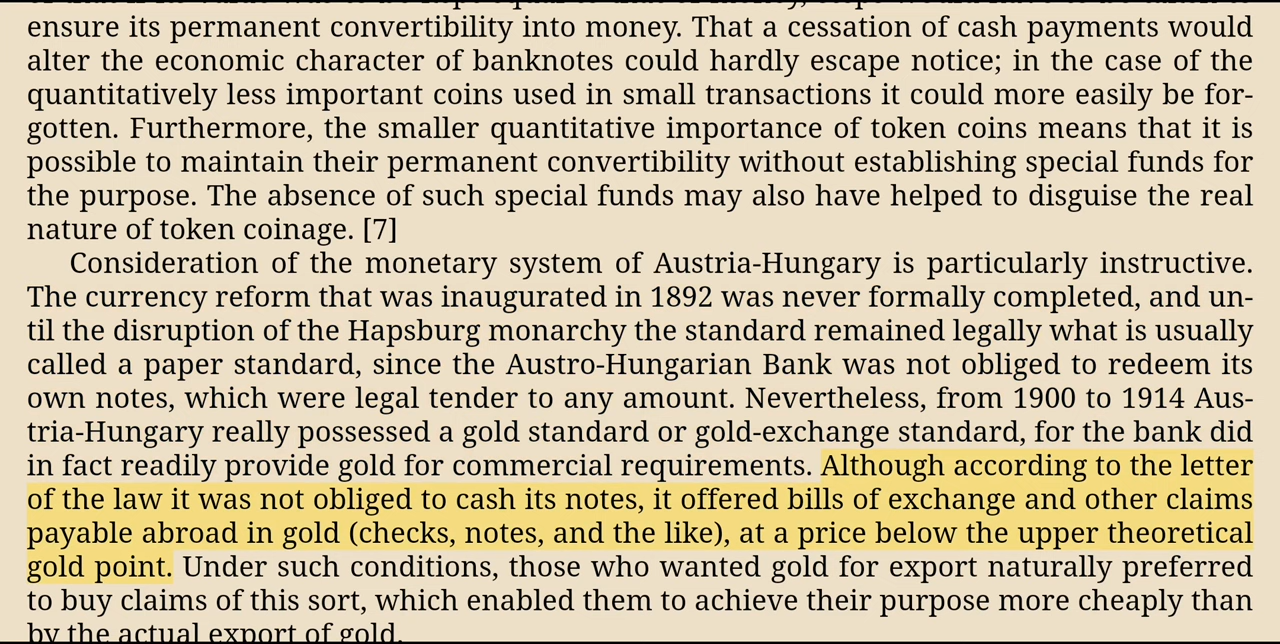 ensure its permanent convertibility into money. That a cessation of cash payments would
alter the economic character of banknotes could hardly escape notice; in the case of the
quantitatively less important coins used in small transactions it could more easily be for-
gotten. Furthermore, the smaller quantitative importance of token coins means that it is
possible to maintain their permanent convertibility without establishing special funds for
the purpose. The absence of such special funds may also have helped to disguise the real
nature of token coinage. [7]
Consideration of the monetary system of Austria-Hungary is particularly instructive.
The currency reform that was inaugurated in 1892 was never formally completed, and un-
til the disruption of the Hapsburg monarchy the standard remained legally what is usually
called a paper standard, since the Austro-Hungarian Bank was not obliged to redeem its
own notes, which were legal tender to any amount. Nevertheless, from 1900 to 1914 Aus-
tria-Hungary really possessed a gold standard or gold-exchange standard, for the bank did
in fact readily provide gold for commercial requirements. Although according to the letter
of the law it was not obliged to cash its notes, it offered bills of exchange and other claims
payable abroad in gold (checks, notes, and the like), at a price below the upper theoretical
gold point. Under such conditions, those who wanted gold for export naturally preferred
to buy claims of this sort, which enabled them to achieve their purpose more cheaply than
by the actual export of gold.